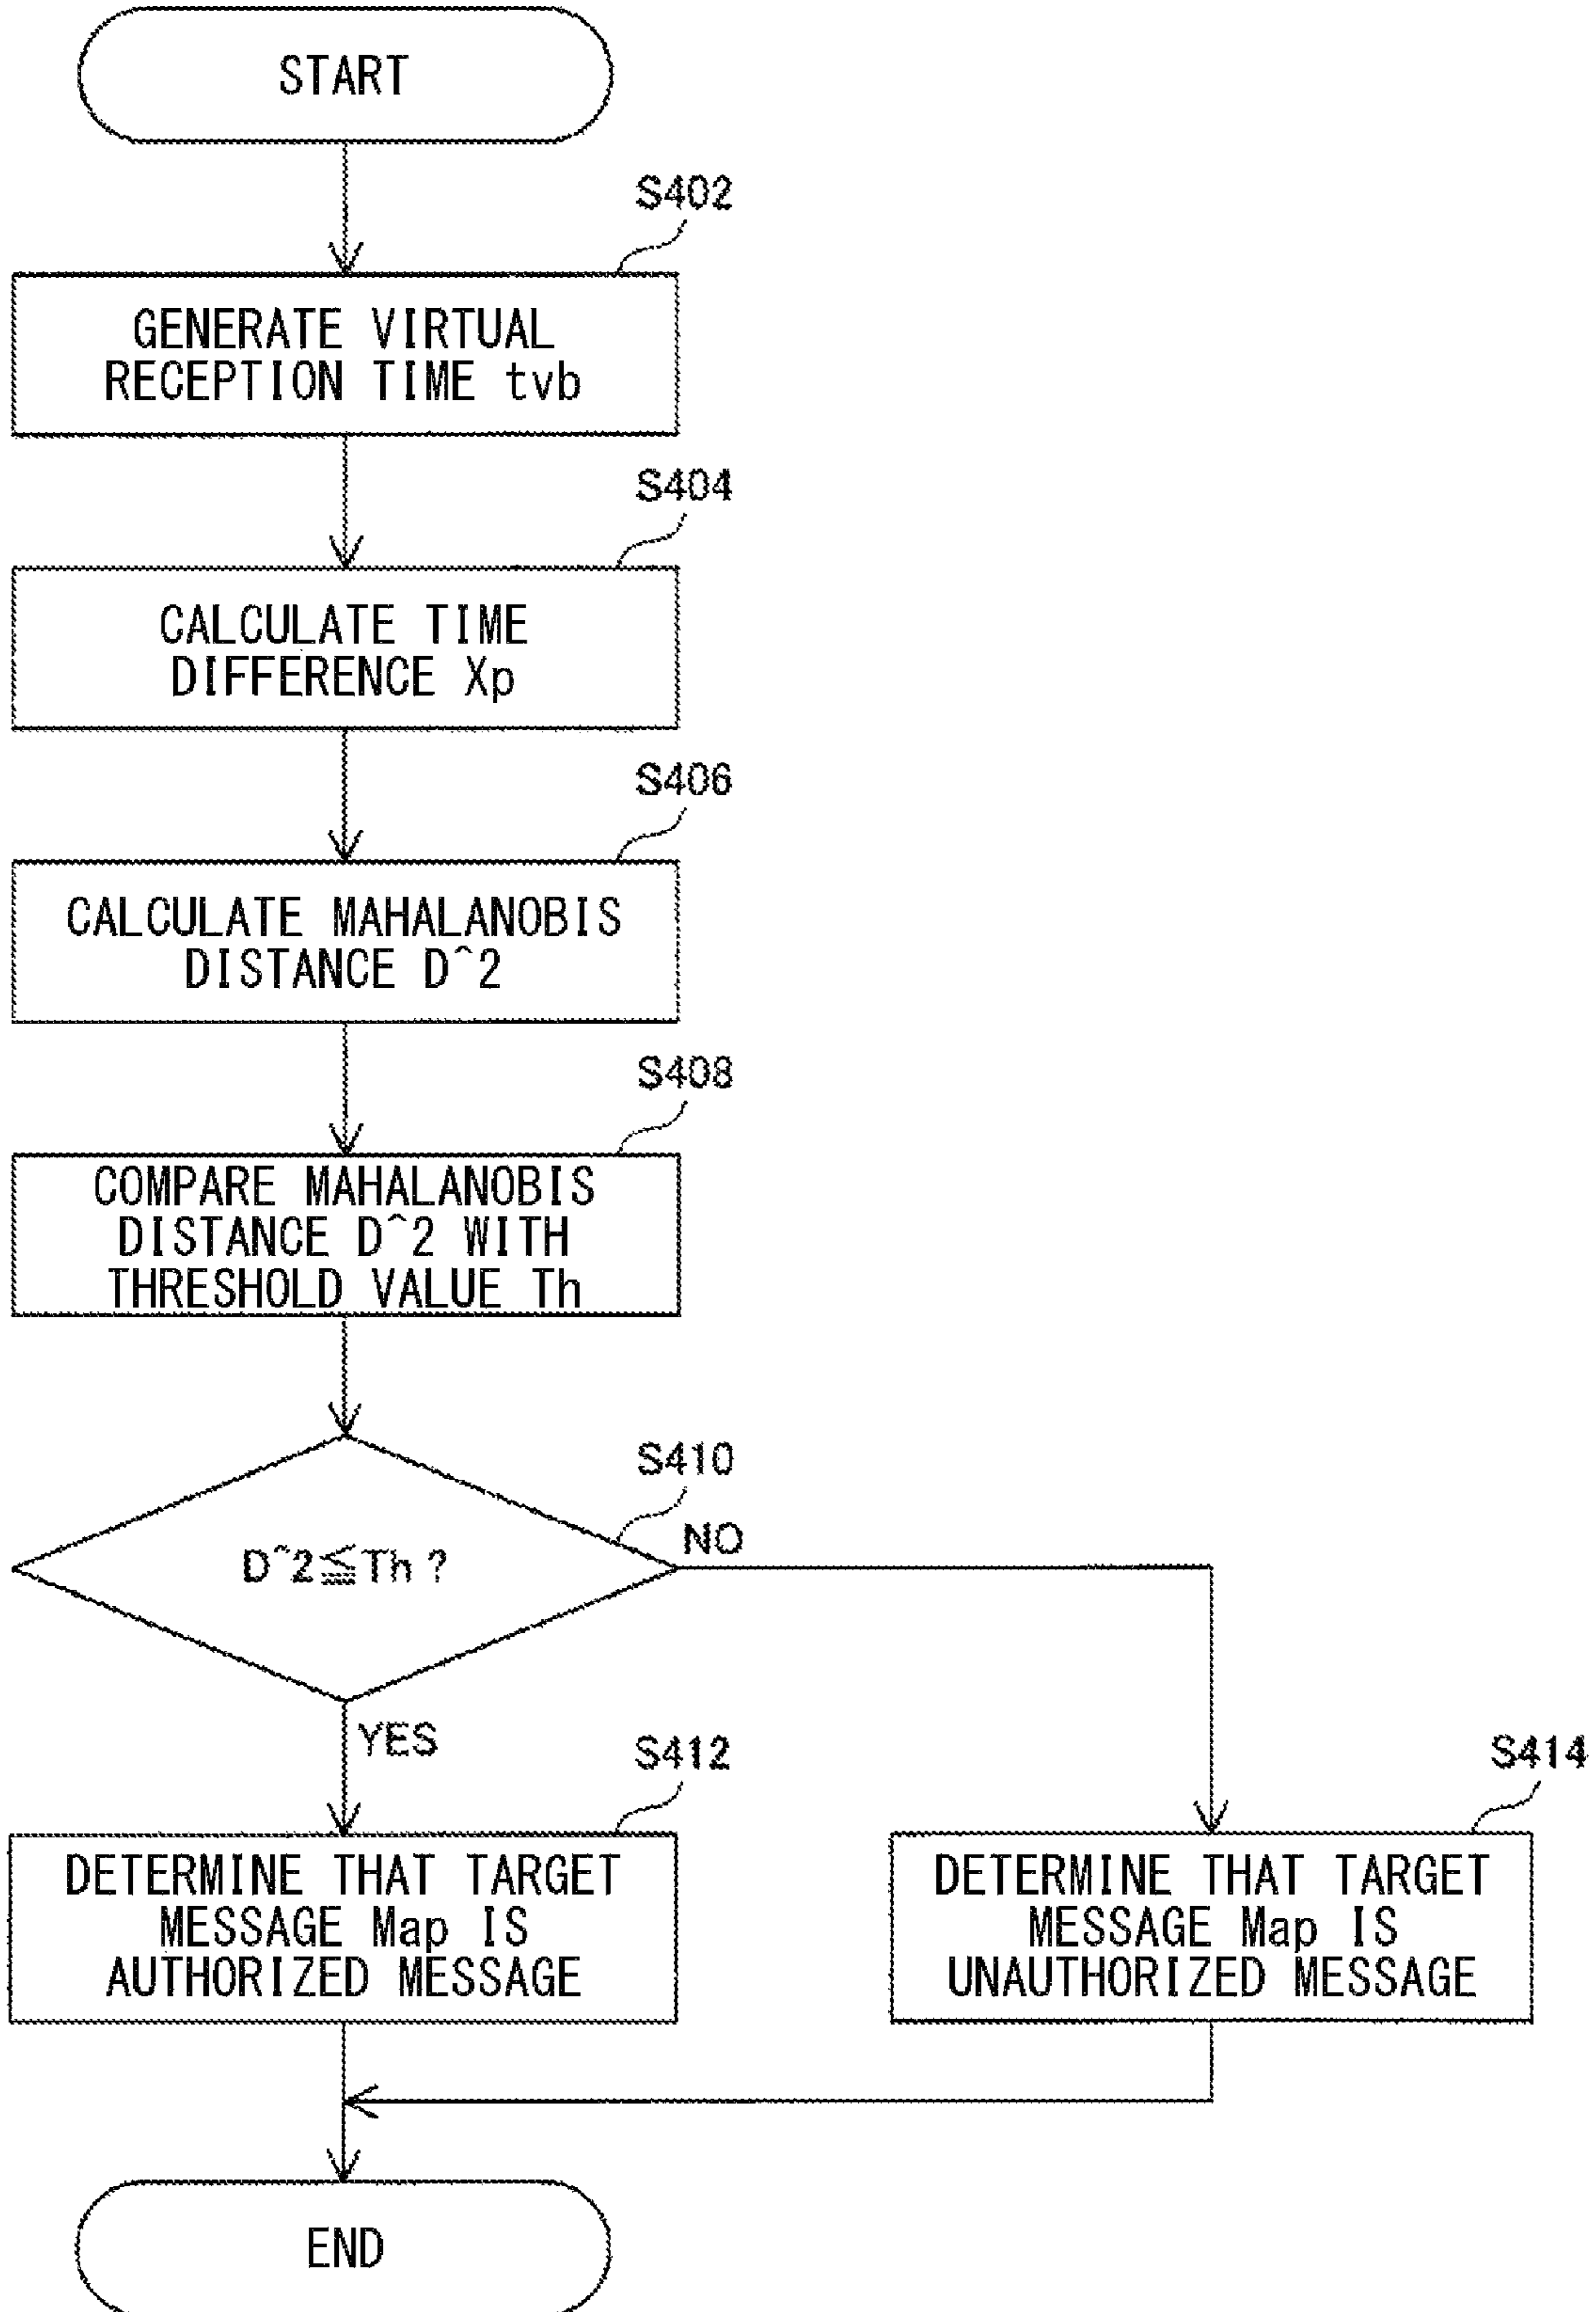 START
S402
GENERATE VIRTUAL
RECEPTION TIME tvb
S404
CALCULATE TIME
DIFFERENCE Xp
S406
CALCULATE MAHALANOBIS
DISTANCE D^2
S408
COMPARE MAHALANOBIS
DISTANCE D^2 WITH
THRESHOLD VALUE Th
S410
D^2≦Th ?
NO
YES
S412
DETERMINE THAT TARGET
MESSAGE Map IS
AUTHORIZED MESSAGE
S414
DETERMINE THAT TARGET
MESSAGE Map IS
UNAUTHORIZED MESSAGE
END